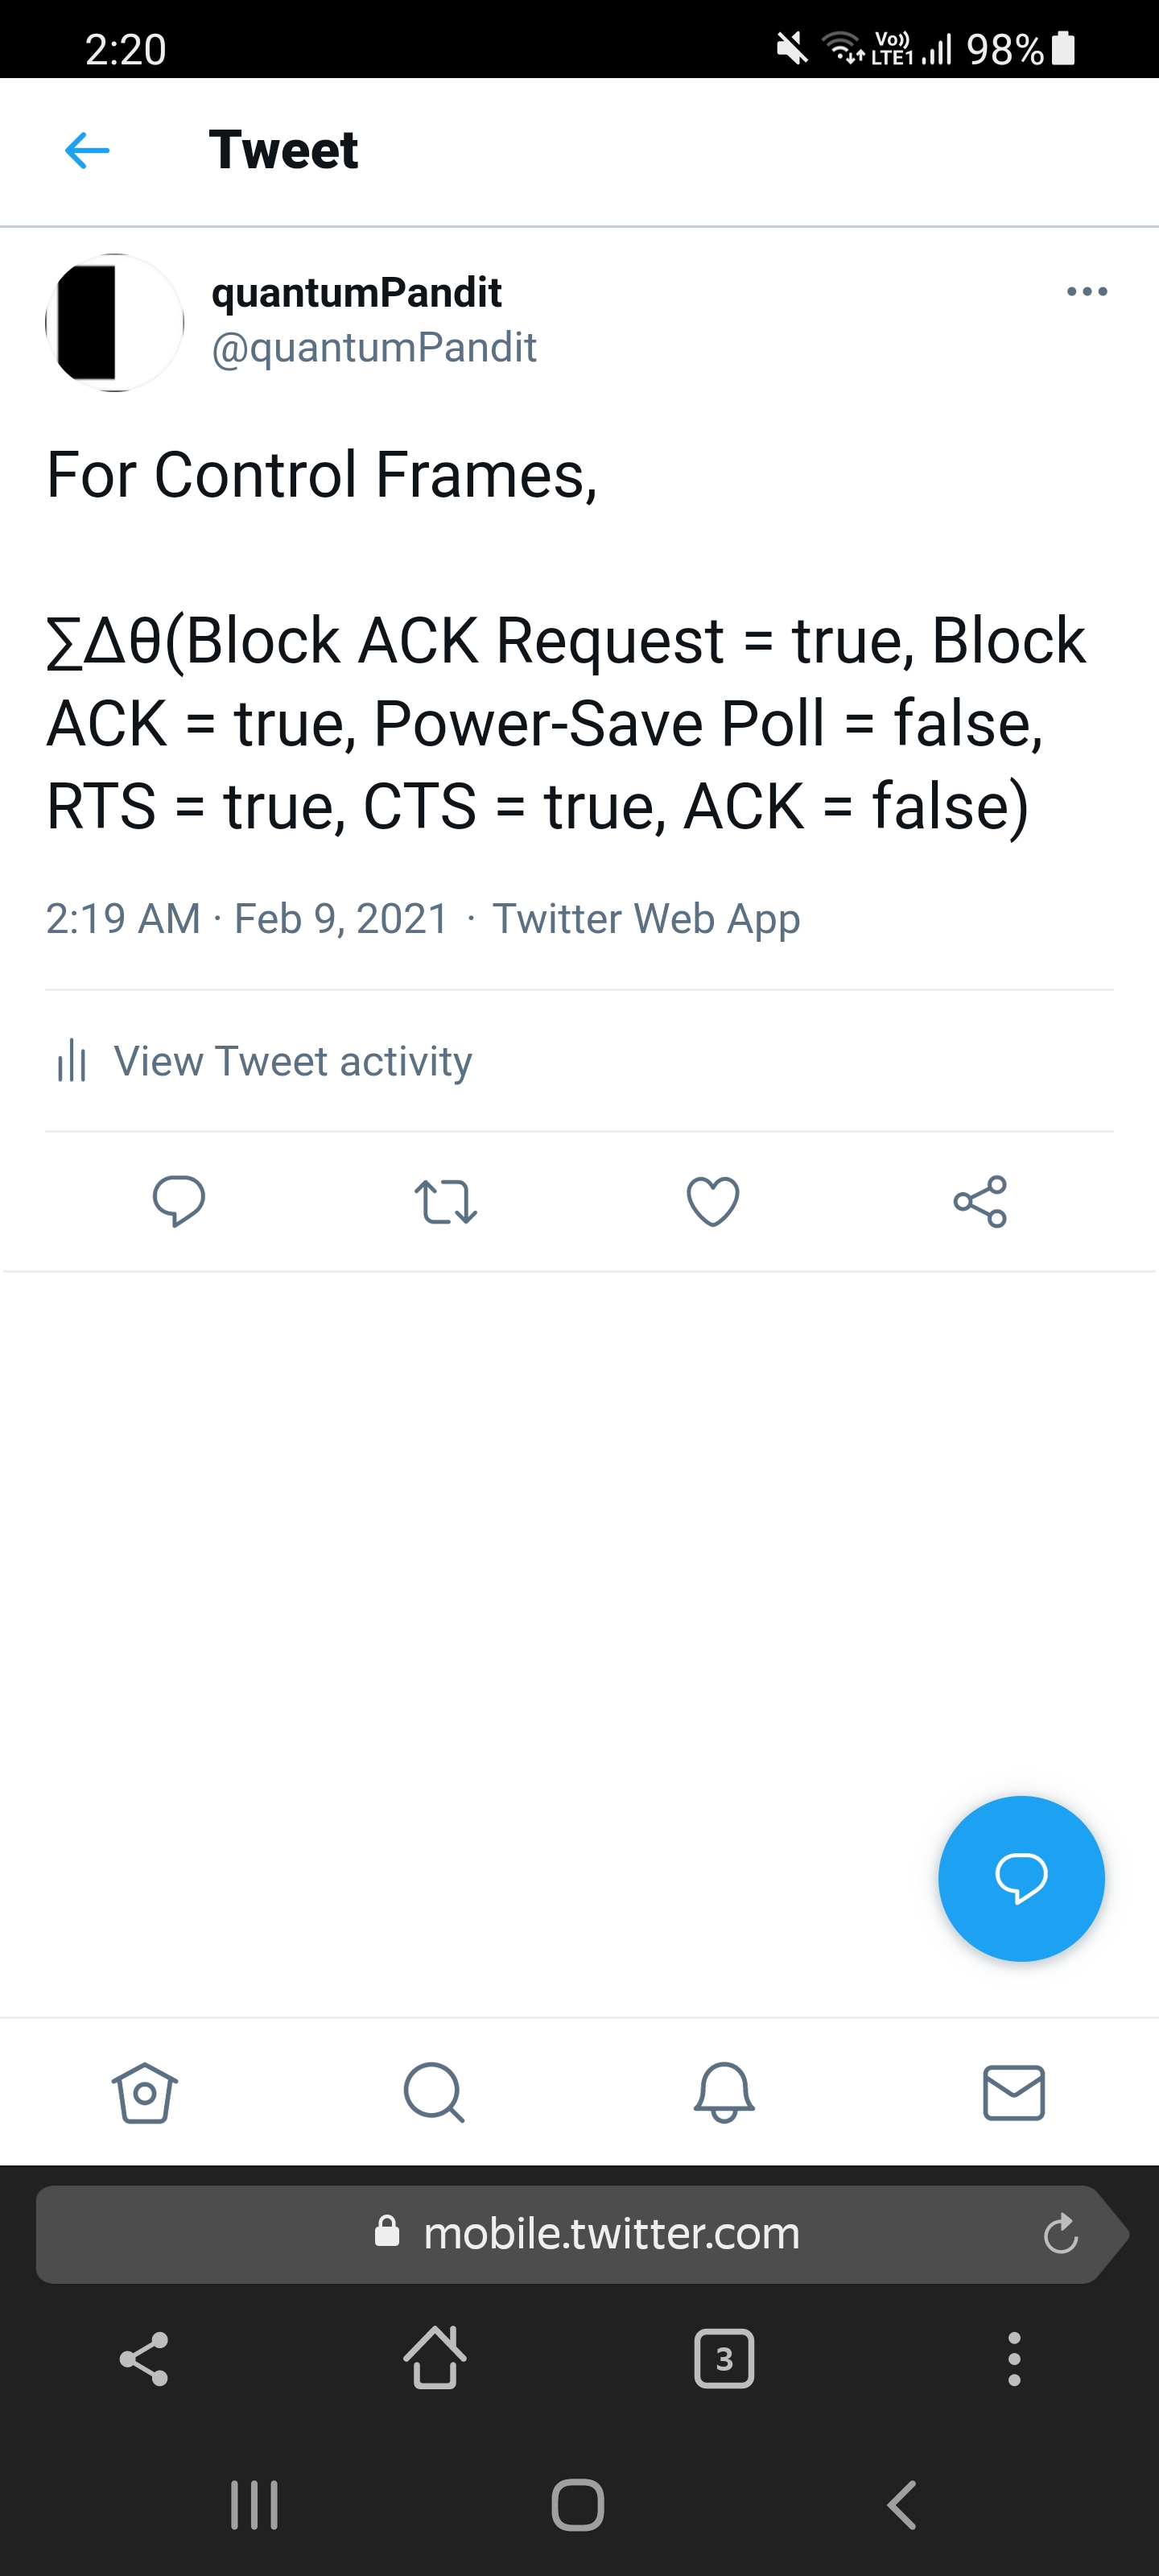 2:20
Vo)) LTE1 98%
Tweet
quantumPandit
@quantumPandit
For Control Frames,
∑Δθ(Block ACK Request = true, Block
ACK = true, Power-Save Poll = false,
RTS = true, CTS = true, ACK = false)
2:19 AM · Feb 9, 2021 · Twitter Web App
View Tweet activity
mobile.twitter.com
3